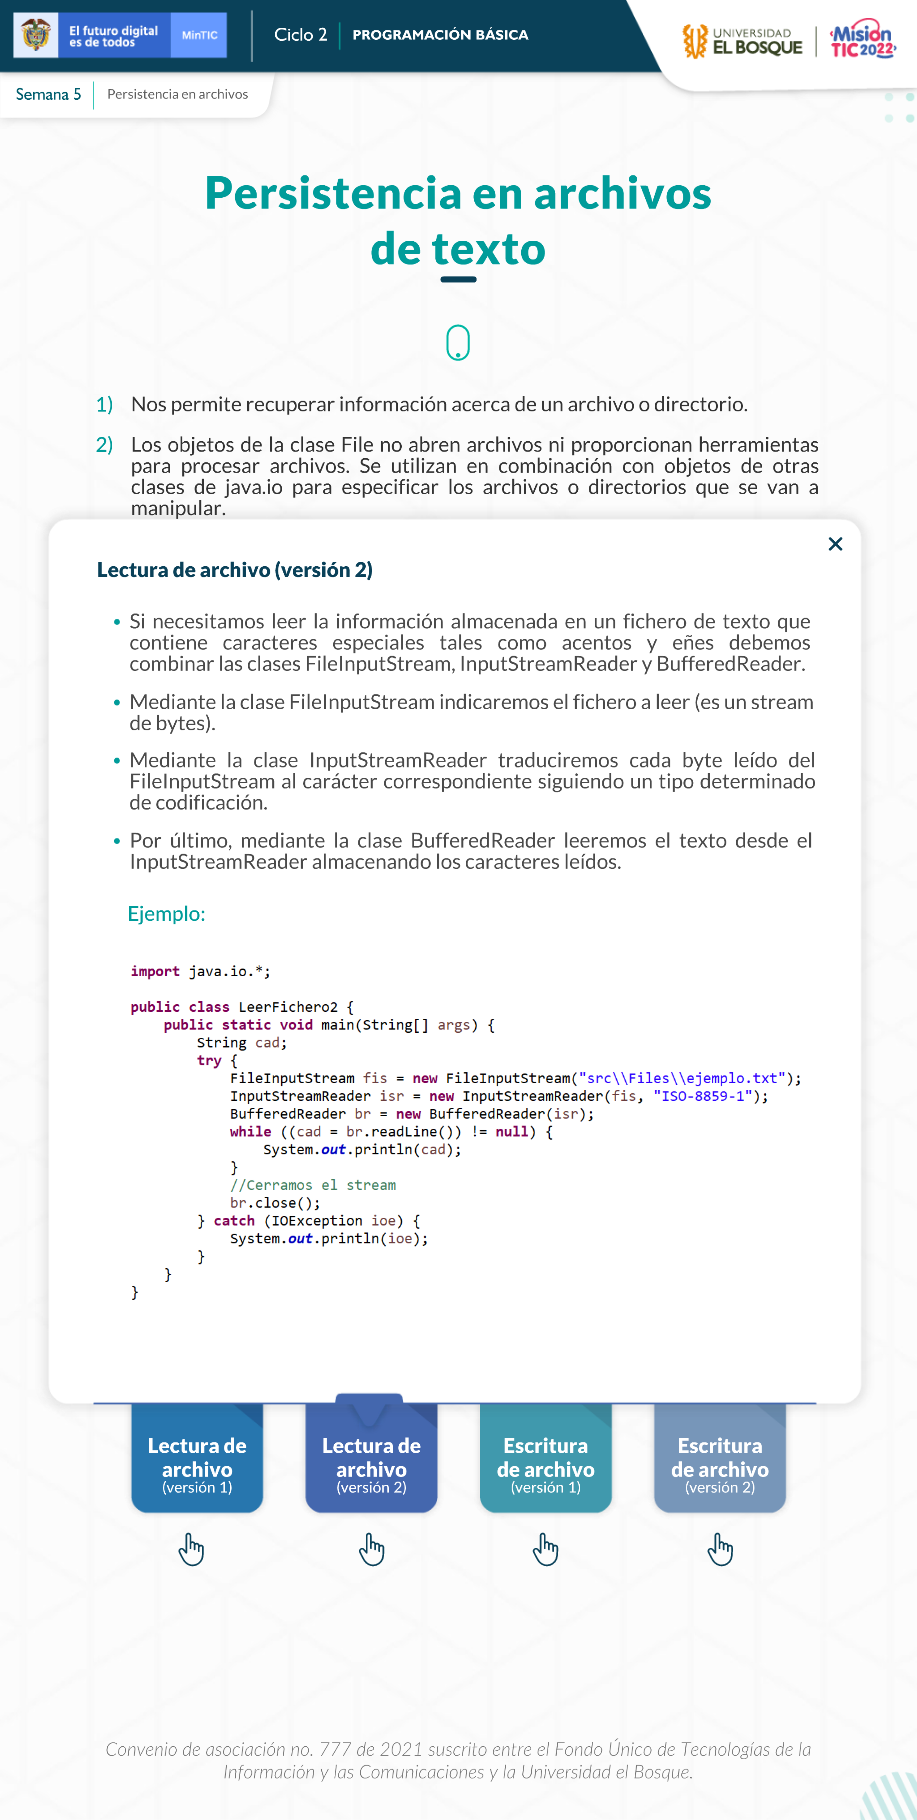 El futuro digital
es de todos
MinTIC
Ciclo 2
PROGRAMACIÓN BÁSICA
UNIVERSIDAD
EL BOSQUE
Misión
TIC2022
Semana 5
Persistencia en archivos
Persistencia en archivos
de texto
1) Nos permite recuperar información acerca de un archivo o directorio.
2) Los objetos de la clase File no abren archivos ni proporcionan herramientas
para procesar archivos. Se utilizan en combinación con objetos de otras
clases de java.io para especificar los archivos o directorios que se van a
manipular.
×
Lectura de archivo (versión 2)
• Si necesitamos leer la información almacenada en un fichero de texto que
contiene caracteres especiales tales como acentos y eñes debemos
combinar las clases FileInputStream, InputStreamReader y BufferedReader.
• Mediante la clase FileInputStream indicaremos el fichero a leer (es un stream
de bytes).
• Mediante la clase InputStreamReader traduciremos cada byte leído del
FileInputStream al carácter correspondiente siguiendo un tipo determinado
de codificación.
• Por último, mediante la clase BufferedReader leeremos el texto desde el
InputStreamReader almacenando los caracteres leídos.
Ejemplo:
import java.io.*;
public class LeerFichero2 {
public static void main(String[] args) {
String cad;
try {
FileInputStream fis = new FileInputStream("src\\Files\\ejemplo.txt");
InputStreamReader isr = new InputStreamReader(fis, "ISO-8859-1");
BufferedReader br = new BufferedReader(isr);
while ((cad = br.readLine()) != null) {
System.out.println(cad);
}
//Cerramos el stream
br.close();
} catch (IOException ioe) {
System.out.println(ioe);
}
}
}
Lectura de
archivo
(versión 1)
Lectura de
archivo
(versión 2)
Escritura
de archivo
(versión 1)
Escritura
de archivo
(versión 2)
Convenio de asociación no. 777 de 2021 suscrito entre el Fondo Único de Tecnologías de la
Información y las Comunicaciones y la Universidad el Bosque.